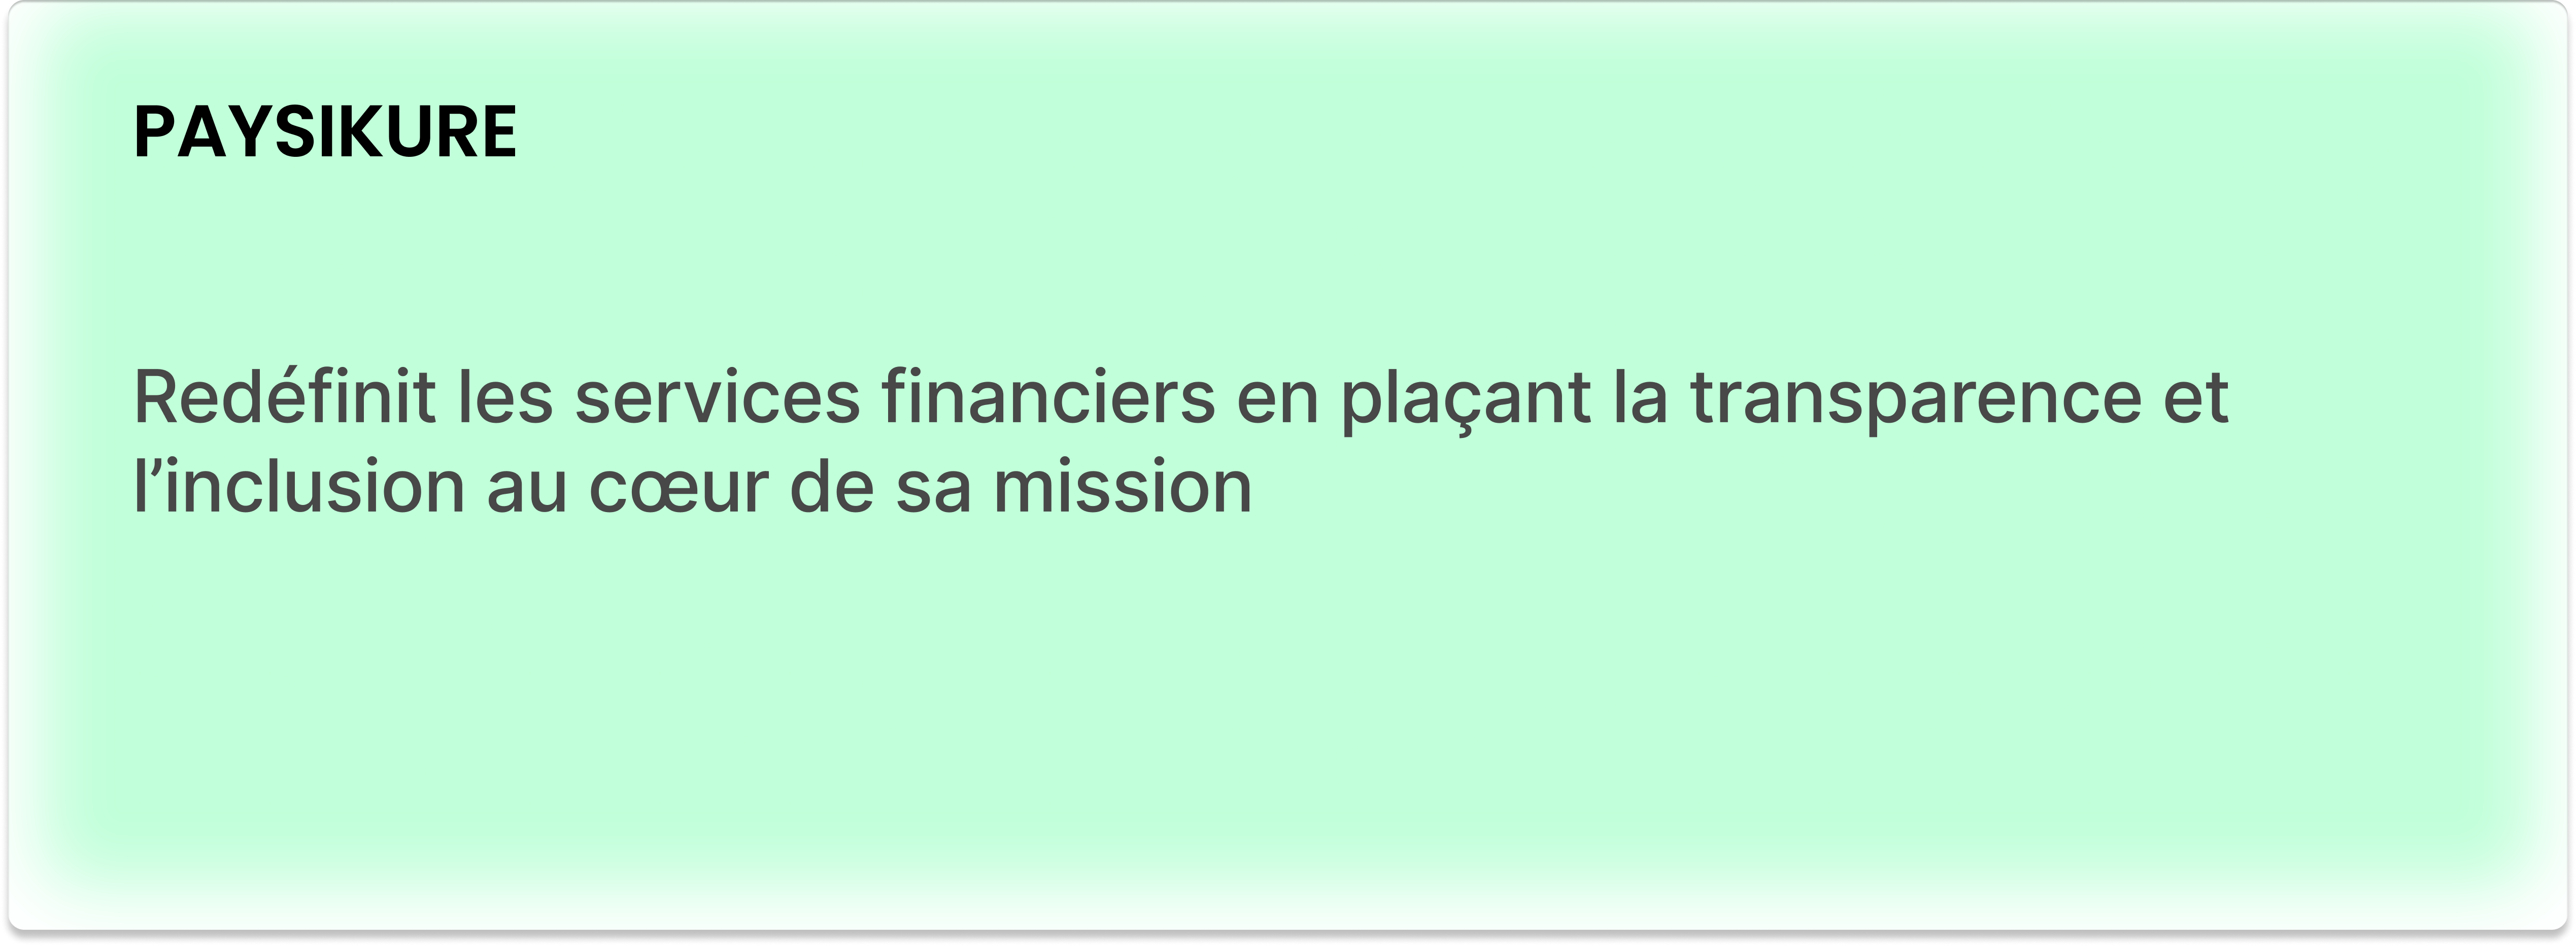 PAYSIKURE
Redéfinit les services financiers en plaçant la transparence et
l’inclusion au cœur de sa mission